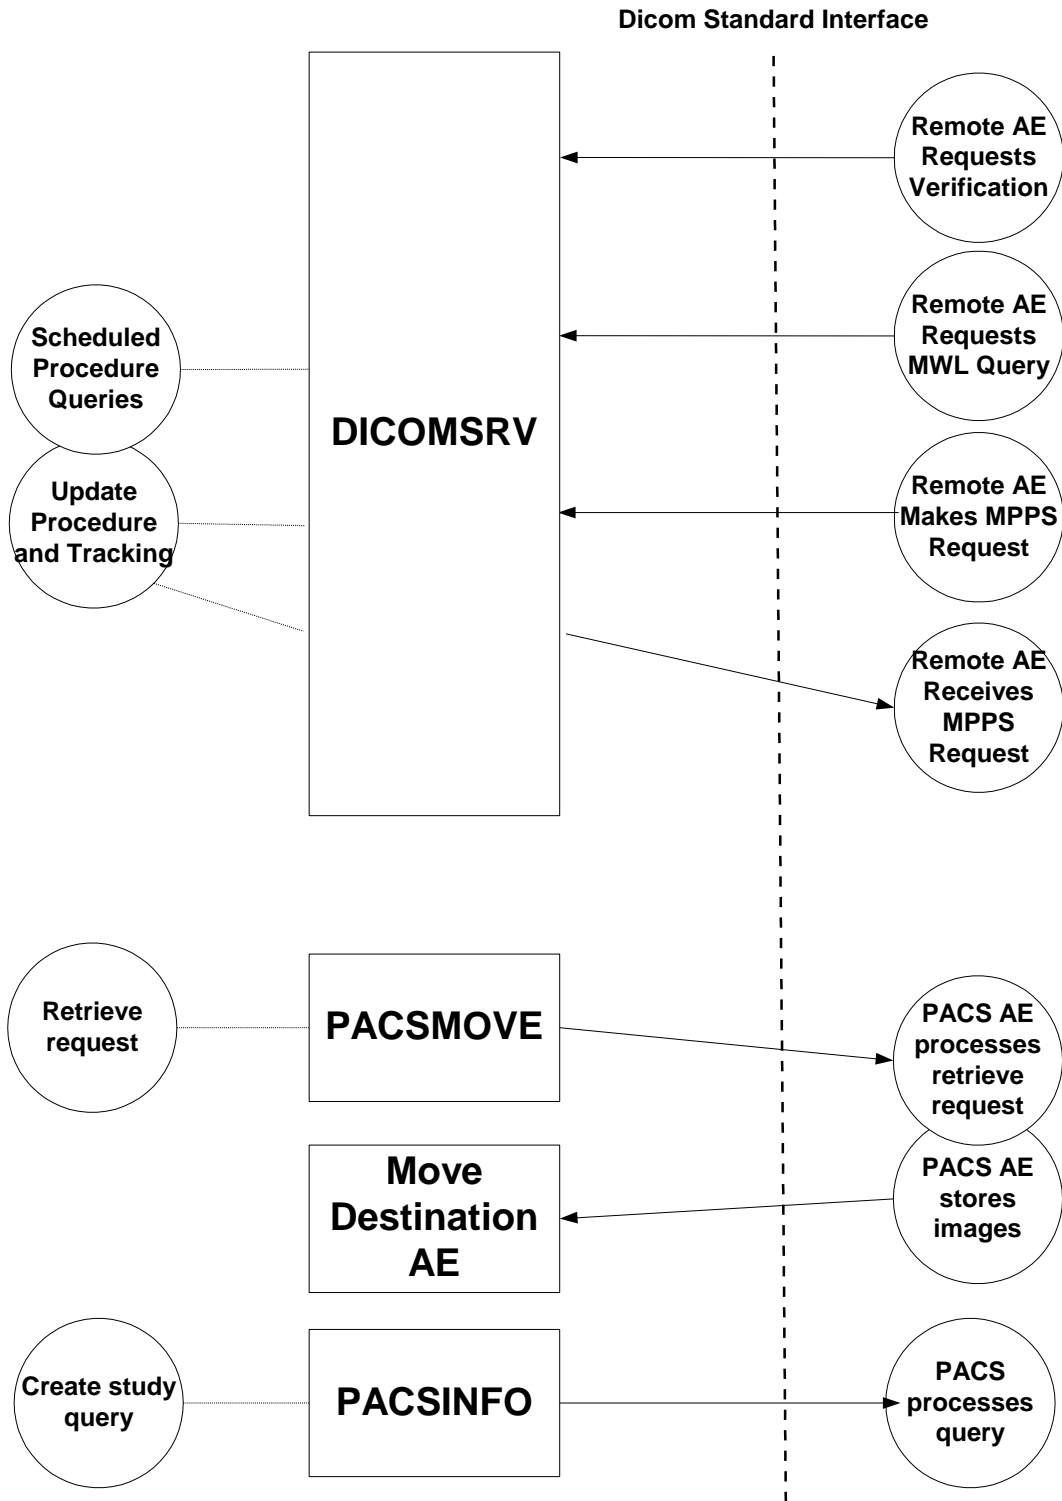 Dicom Standard Interface
Remote AE
Requests
Verification
Remote AE
Requests
MWL Query
Scheduled
Procedure
Queries
DICOMSRV
Update
Procedure
and Tracking
Remote AE
Makes MPPS
Request
Remote AE
Receives
MPPS
Request
Retrieve
request
PACSMOVE
PACS AE
processes
retrieve
request
Move
Destination
AE
PACS AE
stores
images
Create study
query
PACSINFO
PACS
processes
query